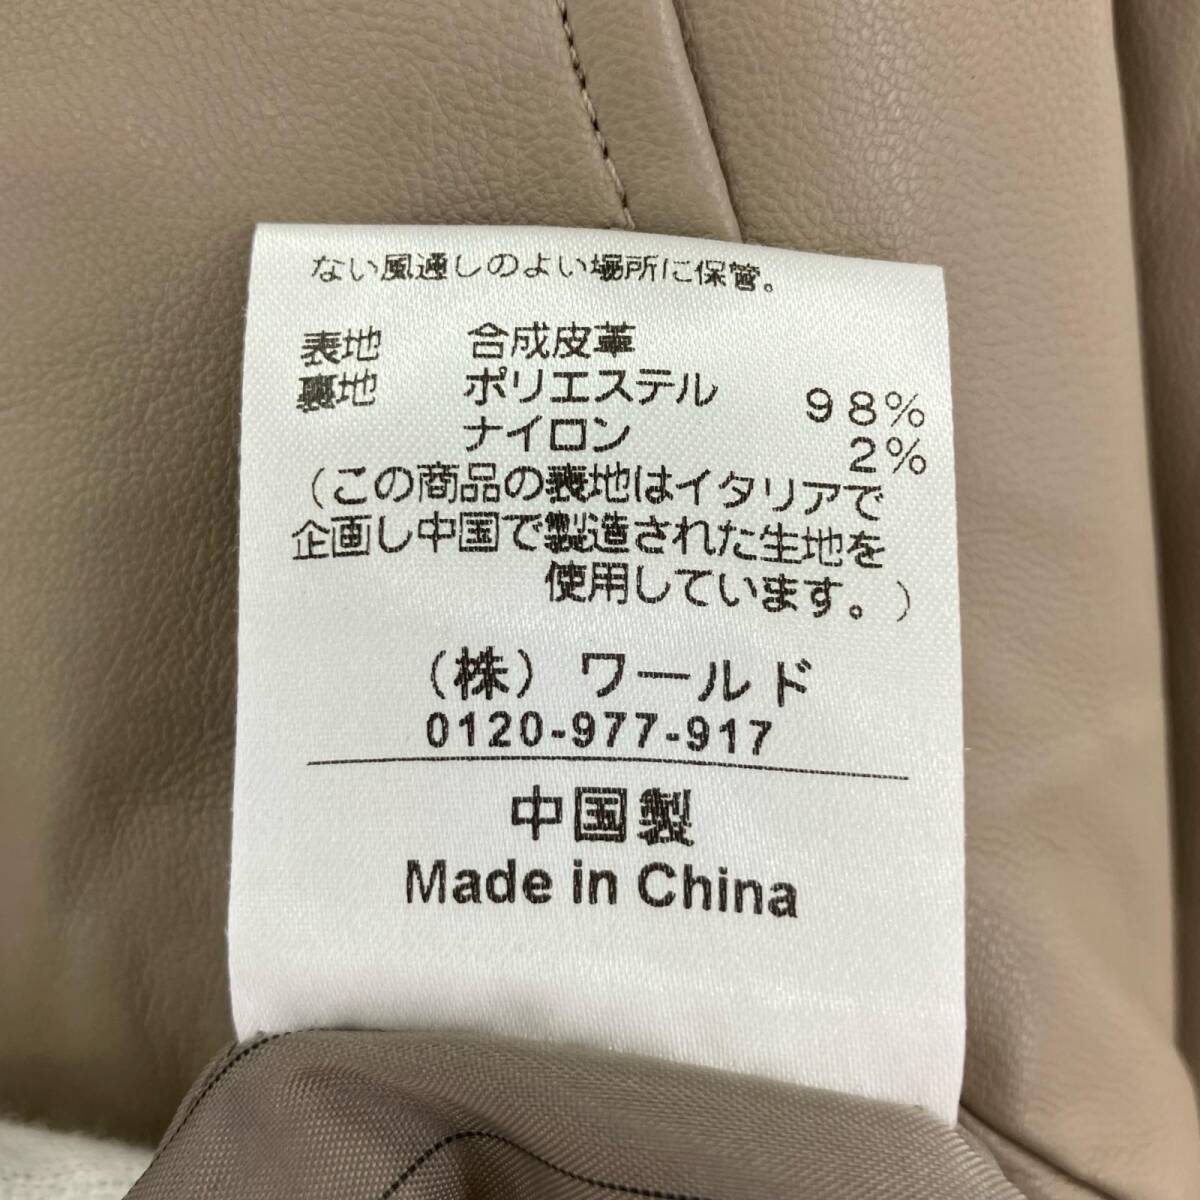 ない風通しのよい場所に保管。
表地 合成皮革
裏地 ポリエステル 98%
ナイロン 2%
(この商品の表地はイタリアで
企画し中国で製造された生地を
使用しています。)
(株) ワールド
0120-977-917
中国製
Made in China